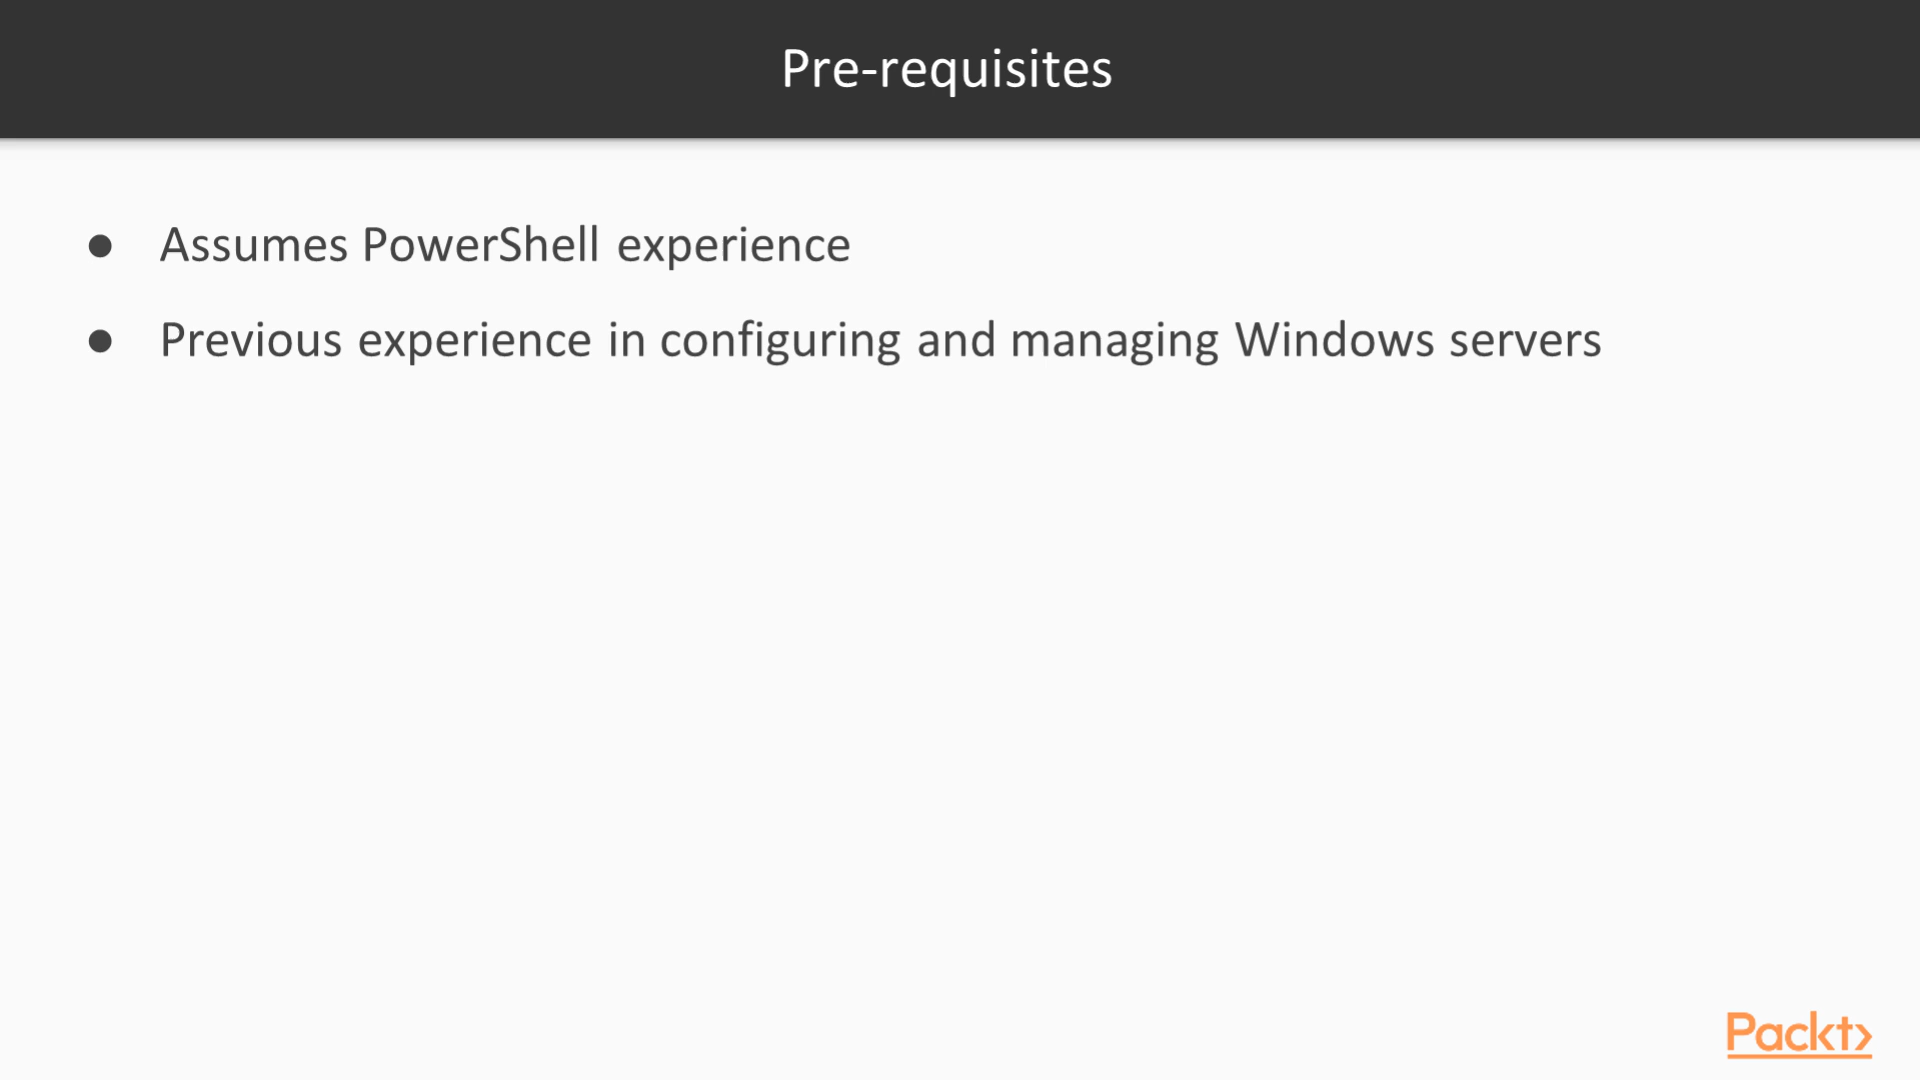 Pre-requisites
● Assumes PowerShell experience
● Previous experience in configuring and managing Windows servers
Packt>